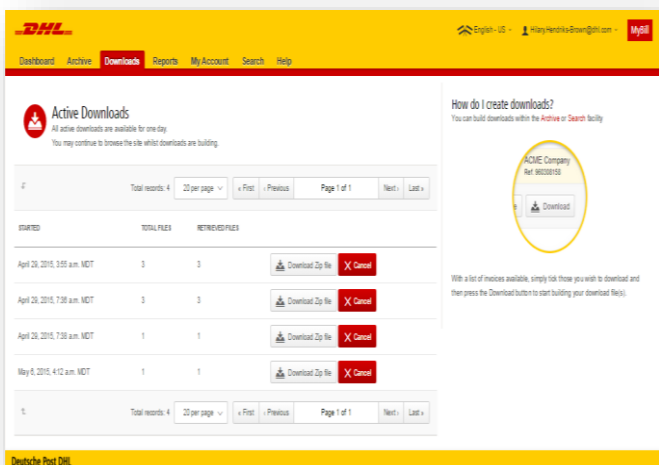 DHL
English - US
Hilary.Hendriks-Brown@dhl.com
MyBill
Dashboard Archive Downloads Reports My Account Search Help
Active Downloads
All active downloads are available for one day.
You may continue to browse the site whilst downloads are building.
Total records: 4 20 per page « First ‹ Previous Page 1 of 1 Next › Last »
STARTED TOTAL FILES RETRIEVED FILES
April 29, 2015, 3:55 a.m. MDT 3 3 Download Zip file X Cancel
April 29, 2015, 7:36 a.m. MDT 3 3 Download Zip file X Cancel
April 29, 2015, 7:38 a.m. MDT 1 1 Download Zip file X Cancel
May 6, 2015, 4:12 a.m. MDT 1 1 Download Zip file X Cancel
Total records: 4 20 per page « First ‹ Previous Page 1 of 1 Next › Last »
Deutsche Post DHL
How do I create downloads?
You can build downloads within the Archive or Search facility
ACME Company
Ref: 960308158
Download
With a list of invoices available, simply tick those you wish to download and
then press the Download button to start building your download file(s).